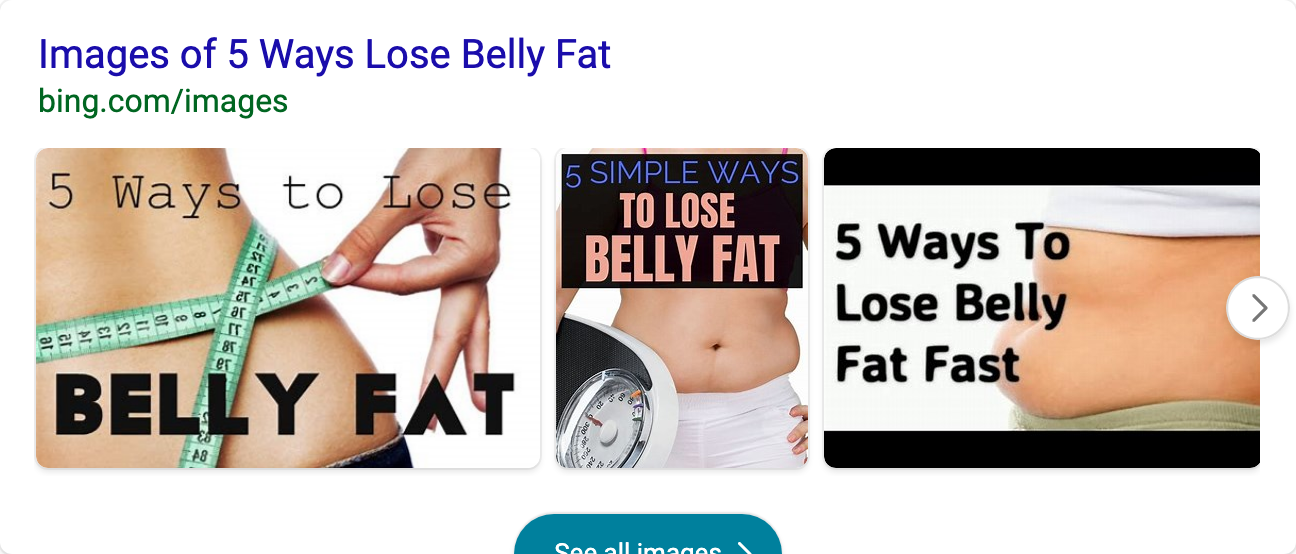 Images of 5 Ways Lose Belly Fat
bing.com/images
5 Ways to Lose
BELLY FAT
5 SIMPLE WAYS
TO LOSE
BELLY FAT
5 Ways To
Lose Belly
Fat Fast
See all images